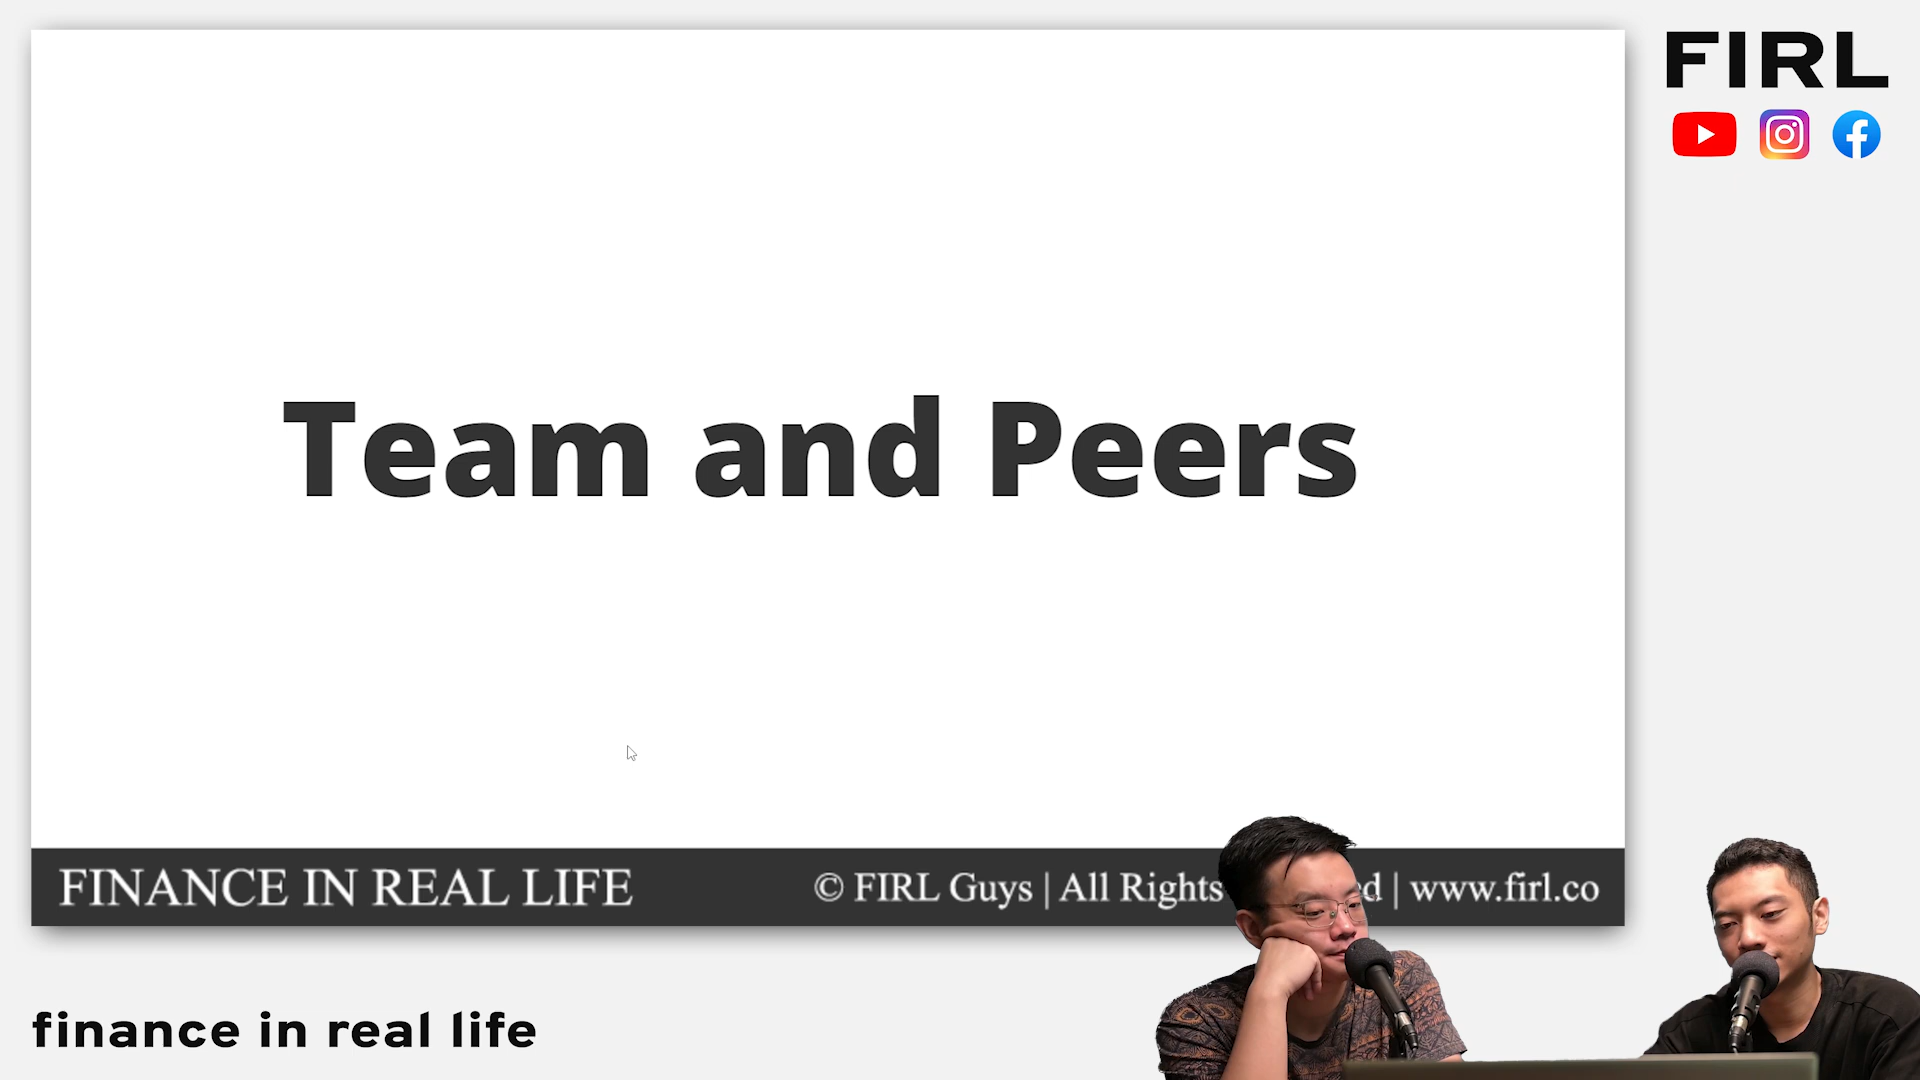 FIRL
Team and Peers
FINANCE IN REAL LIFE
© FIRL Guys | All Rights
| www.firl.co
finance in real life